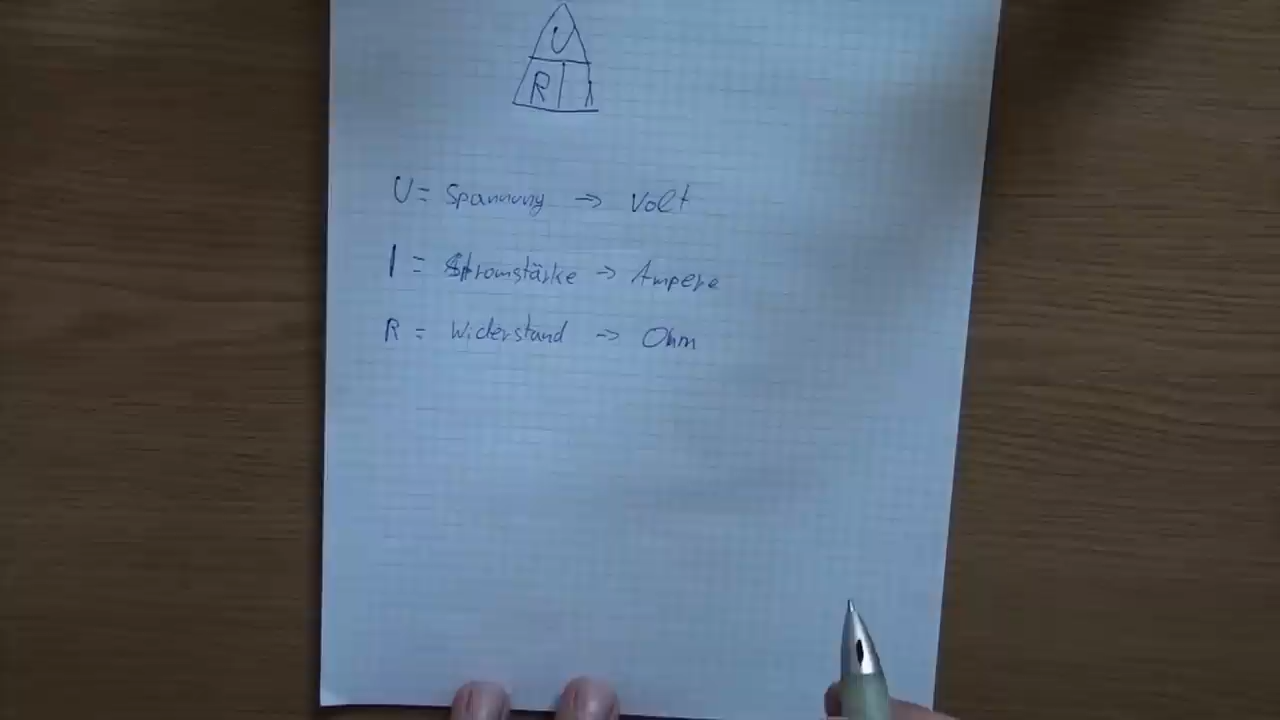 U
R I
U = Spannung → Volt
I = Stromstärke → Ampere
R = Widerstand → Ohm